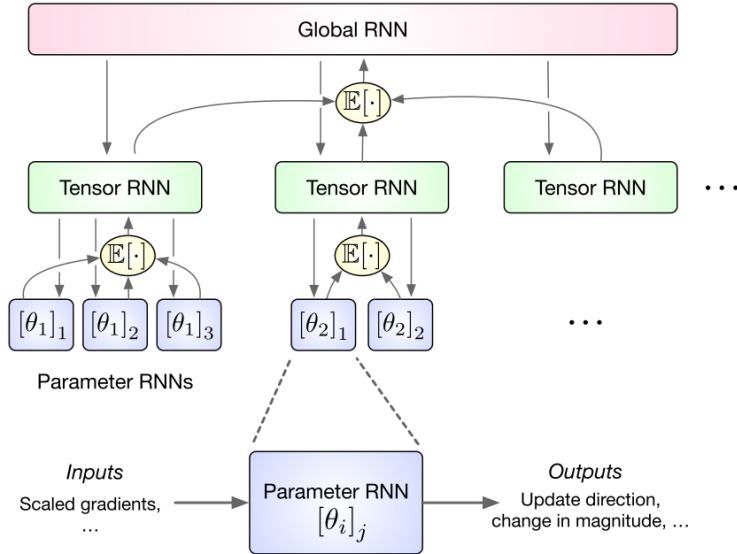 Global RNN
𝔼[·]
Tensor RNN
Tensor RNN
Tensor RNN
...
𝔼[·]
𝔼[·]
[θ₁]₁
[θ₁]₂
[θ₁]₃
[θ₂]₁
[θ₂]₂
...
Parameter RNNs
Inputs
Scaled gradients,
...
Parameter RNN
[θᵢ]ⱼ
Outputs
Update direction,
change in magnitude, ...